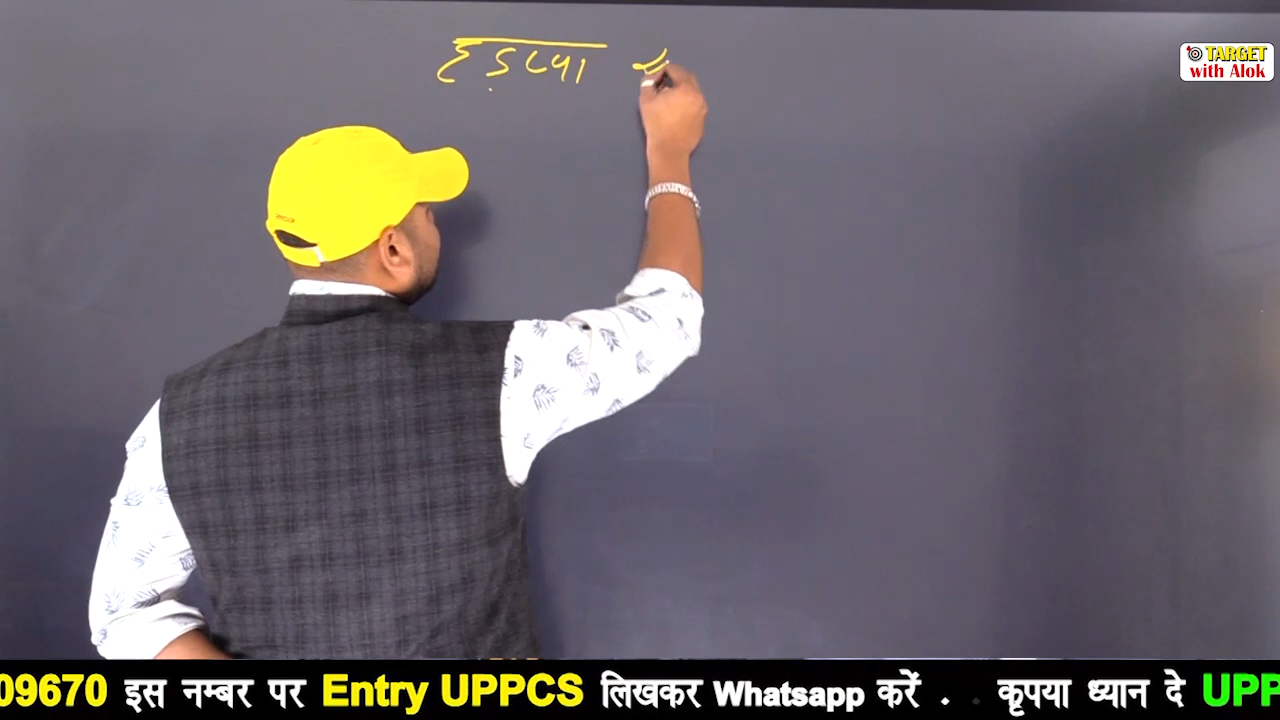 हड़प्पा
TARGET
with Alok
09670 इस नम्बर पर Entry UPPCS लिखकर Whatsapp करें . . कृपया ध्यान दे UPP